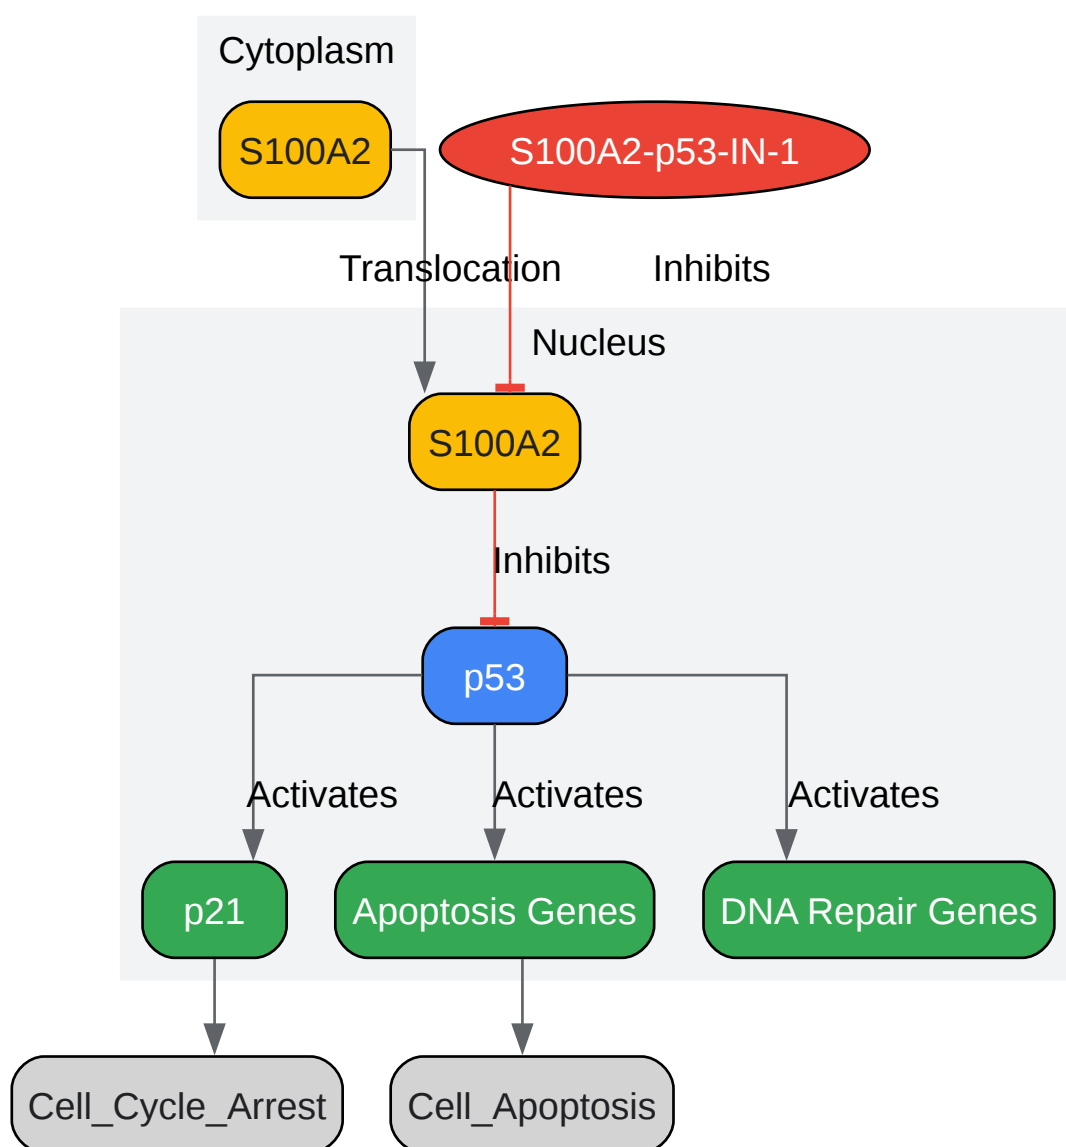 Cytoplasm
S100A2
S100A2-p53-IN-1
Translocation
Inhibits
Nucleus
S100A2
Inhibits
p53
Activates
Activates
Activates
p21
Apoptosis Genes
DNA Repair Genes
Cell_Cycle_Arrest
Cell_Apoptosis